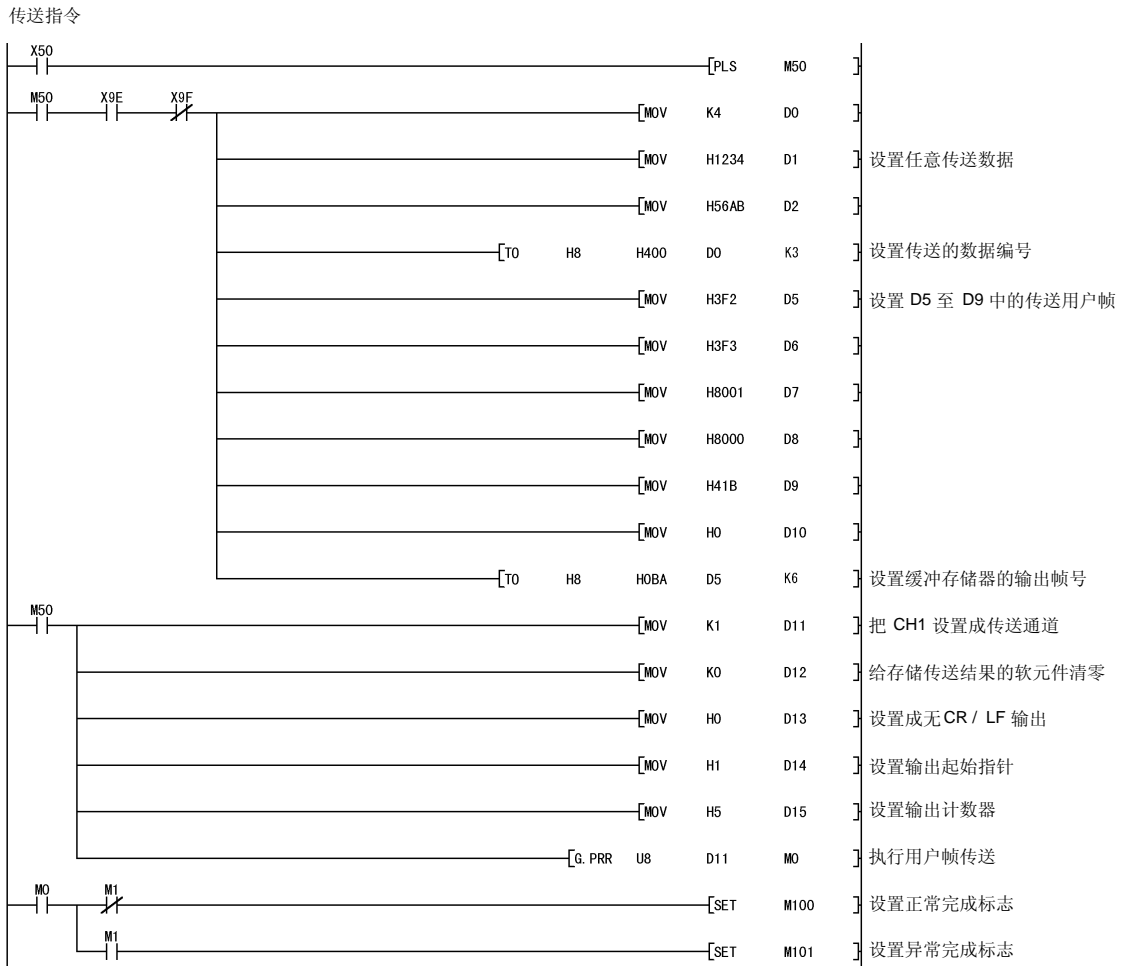 传送指令
X50
[PLS M50 ]
M50 X9E X9F
[MOV K4 D0 ]
[MOV H1234 D1 ] 设置任意传送数据
[MOV H56AB D2 ]
[TO H8 H400 D0 K3 ] 设置传送的数据编号
[MOV H3F2 D5 ] 设置 D5 至 D9 中的传送用户帧
[MOV H3F3 D6 ]
[MOV H8001 D7 ]
[MOV H8000 D8 ]
[MOV H41B D9 ]
[MOV H0 D10 ]
[TO H8 H0BA D5 K6 ] 设置缓冲存储器的输出帧号
M50
[MOV K1 D11 ] 把 CH1 设置成传送通道
[MOV K0 D12 ] 给存储传送结果的软元件清零
[MOV H0 D13 ] 设置成无CR / LF 输出
[MOV H1 D14 ] 设置输出起始指针
[MOV H5 D15 ] 设置输出计数器
[G.PRR U8 D11 M0 ] 执行用户帧传送
M0 M1
[SET M100 ] 设置正常完成标志
M1
[SET M101 ] 设置异常完成标志